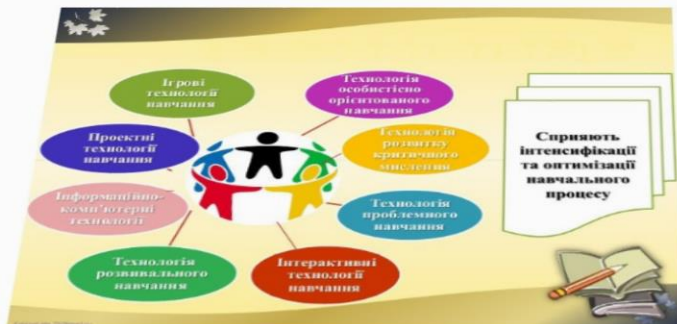 Ігрові
технології
навчання
Технологія
особистісно
орієнтованого
навчання
Проектні
технології
навчання
Технологія
розвитку
критичного
мислення
Інформаційно-
комп'ютерні
технології
Технологія
проблемного
навчання
Технологія
розвивального
навчання
Інтерактивні
технології
навчання
Сприяють
інтенсифікації
та оптимізації
навчального
процесу